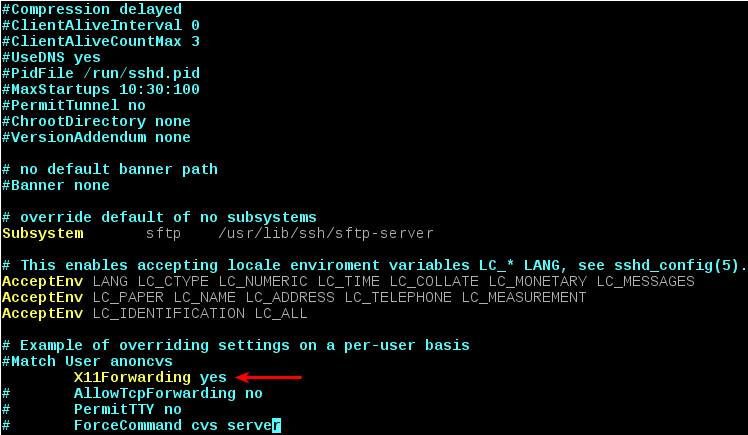 #Compression delayed
#ClientAliveInterval 0
#ClientAliveCountMax 3
#UseDNS yes
#PidFile /run/sshd.pid
#MaxStartups 10:30:100
#PermitTunnel no
#ChrootDirectory none
#VersionAddendum none
# no default banner path
#Banner none
# override default of no subsystems
Subsystem sftp /usr/lib/ssh/sftp-server
# This enables accepting locale enviroment variables LC_* LANG, see sshd_config(5).
AcceptEnv LANG LC_CTYPE LC_NUMERIC LC_TIME LC_COLLATE LC_MONETARY LC_MESSAGES
AcceptEnv LC_PAPER LC_NAME LC_ADDRESS LC_TELEPHONE LC_MEASUREMENT
AcceptEnv LC_IDENTIFICATION LC_ALL
# Example of overriding settings on a per-user basis
#Match User anoncvs
X11Forwarding yes
# AllowTcpForwarding no
# PermitTTY no
# ForceCommand cvs server